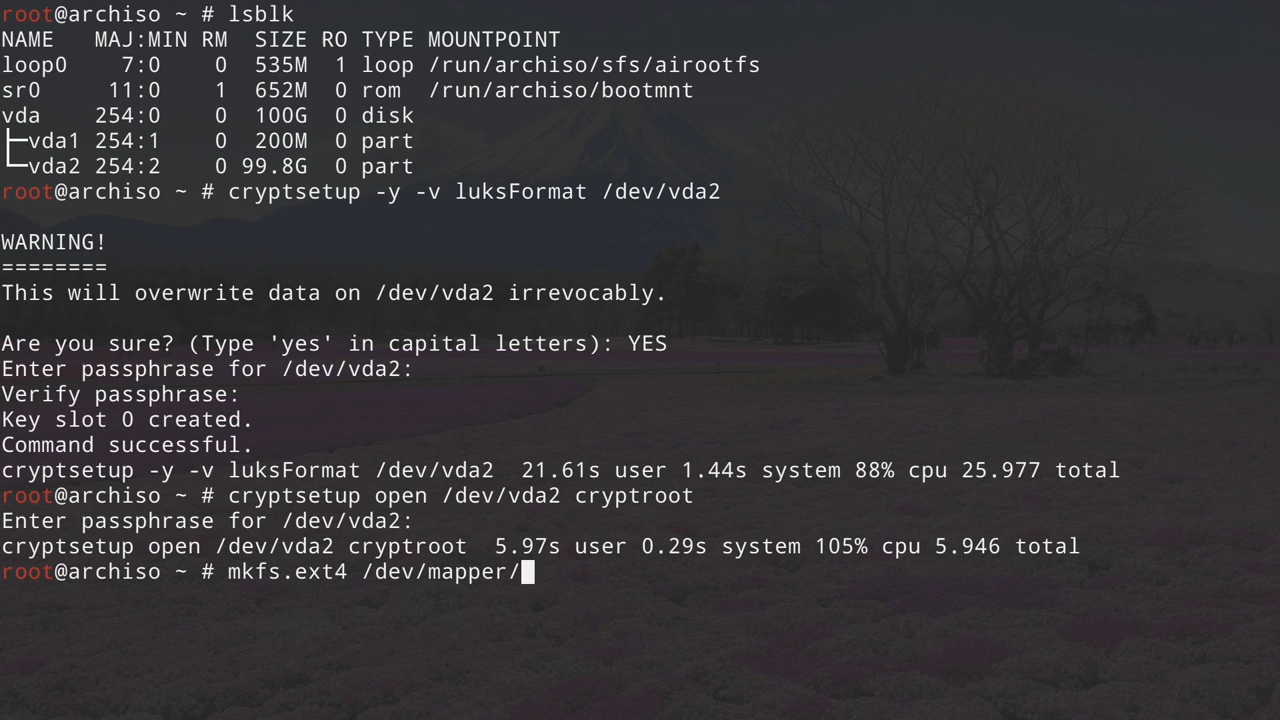 root@archiso ~ # lsblk
NAME   MAJ:MIN RM  SIZE RO TYPE MOUNTPOINT
loop0    7:0    0  535M  1 loop /run/archiso/sfs/airootfs
sr0     11:0    1  652M  0 rom  /run/archiso/bootmnt
vda    254:0    0  100G  0 disk
├─vda1 254:1    0  200M  0 part
└─vda2 254:2    0 99.8G  0 part
root@archiso ~ # cryptsetup -y -v luksFormat /dev/vda2
WARNING!
========
This will overwrite data on /dev/vda2 irrevocably.
Are you sure? (Type 'yes' in capital letters): YES
Enter passphrase for /dev/vda2:
Verify passphrase:
Key slot 0 created.
Command successful.
cryptsetup -y -v luksFormat /dev/vda2  21.61s user 1.44s system 88% cpu 25.977 total
root@archiso ~ # cryptsetup open /dev/vda2 cryptroot
Enter passphrase for /dev/vda2:
cryptsetup open /dev/vda2 cryptroot  5.97s user 0.29s system 105% cpu 5.946 total
root@archiso ~ # mkfs.ext4 /dev/mapper/